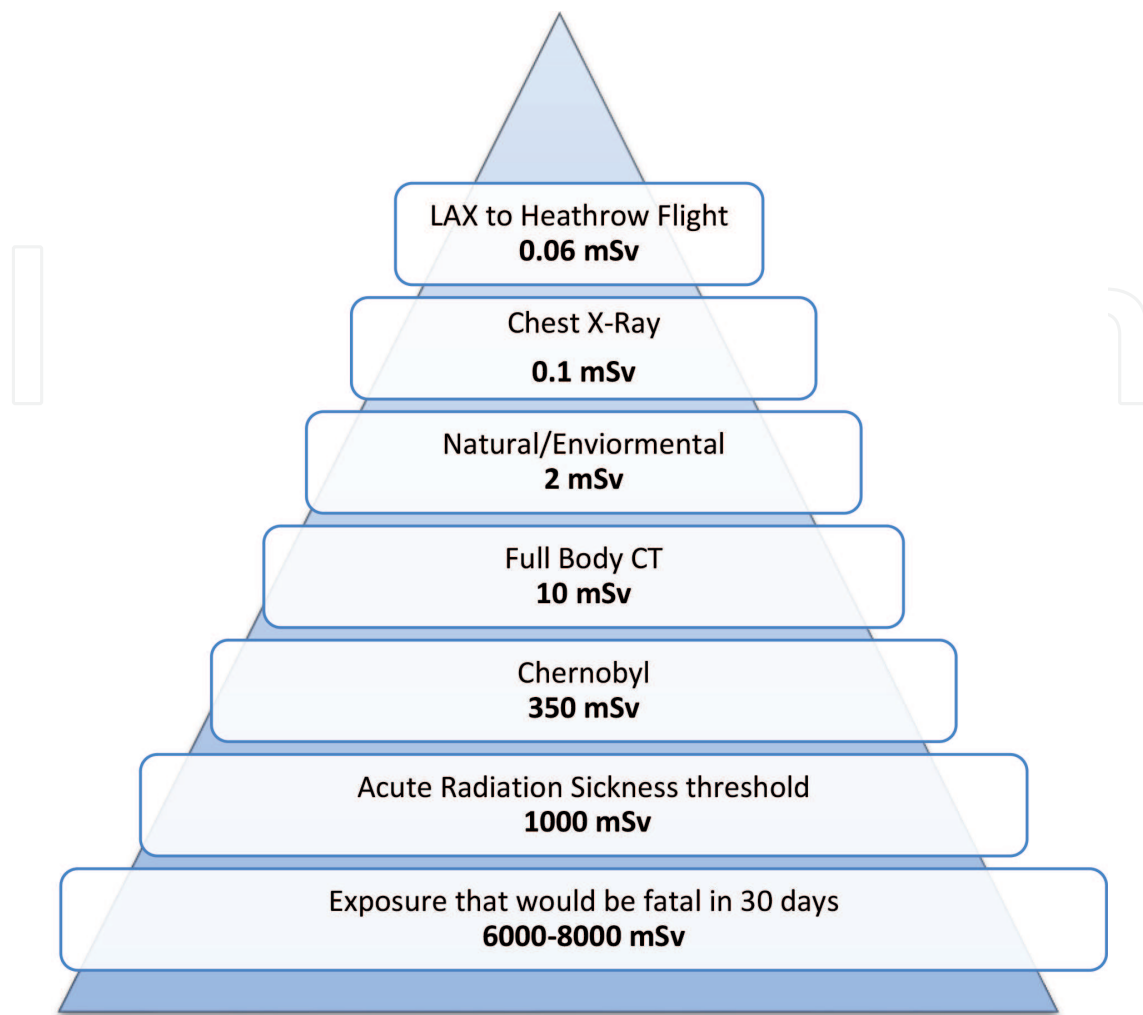 LAX to Heathrow Flight
0.06 mSv
Chest X-Ray
0.1 mSv
Natural/Enviormental
2 mSv
Full Body CT
10 mSv
Chernobyl
350 mSv
Acute Radiation Sickness threshold
1000 mSv
Exposure that would be fatal in 30 days
6000-8000 mSv